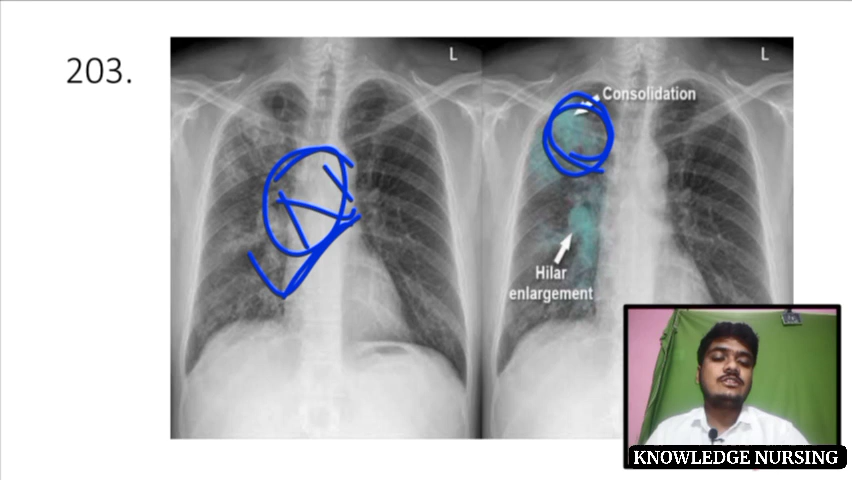 203.
L
L
Consolidation
Hilar
enlargement
KNOWLEDGE NURSING